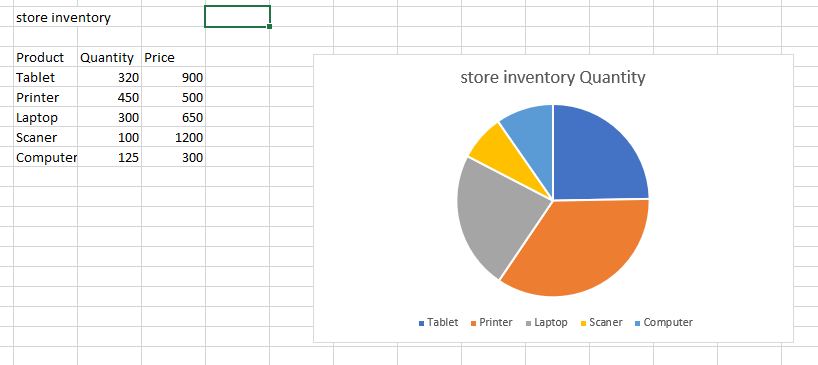 store inventory
Product Quantity Price
Tablet 320 900
Printer 450 500
Laptop 300 650
Scaner 100 1200
Computer 125 300
store inventory Quantity
Tablet Printer Laptop Scaner Computer